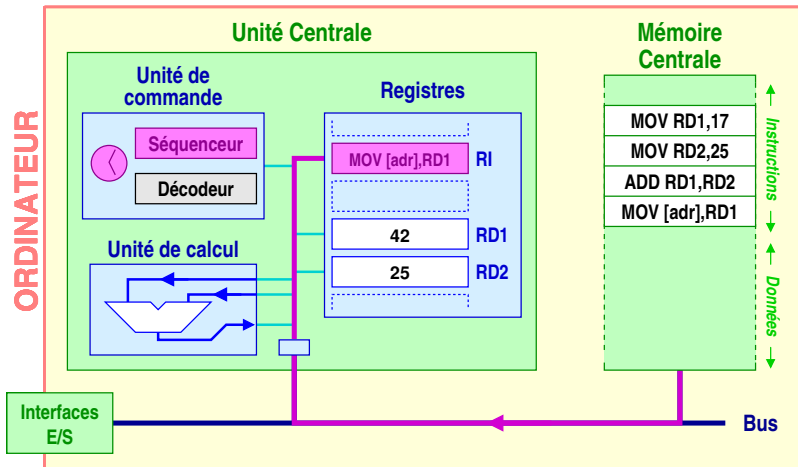 ORDINATEUR
Unité Centrale
Unité de
commande
Séquenceur
Décodeur
Unité de calcul
Registres
MOV [adr],RD1
RI
42
RD1
25
RD2
Mémoire
Centrale
MOV RD1,17
MOV RD2,25
ADD RD1,RD2
MOV [adr],RD1
Instructions
Données
Interfaces
E/S
Bus